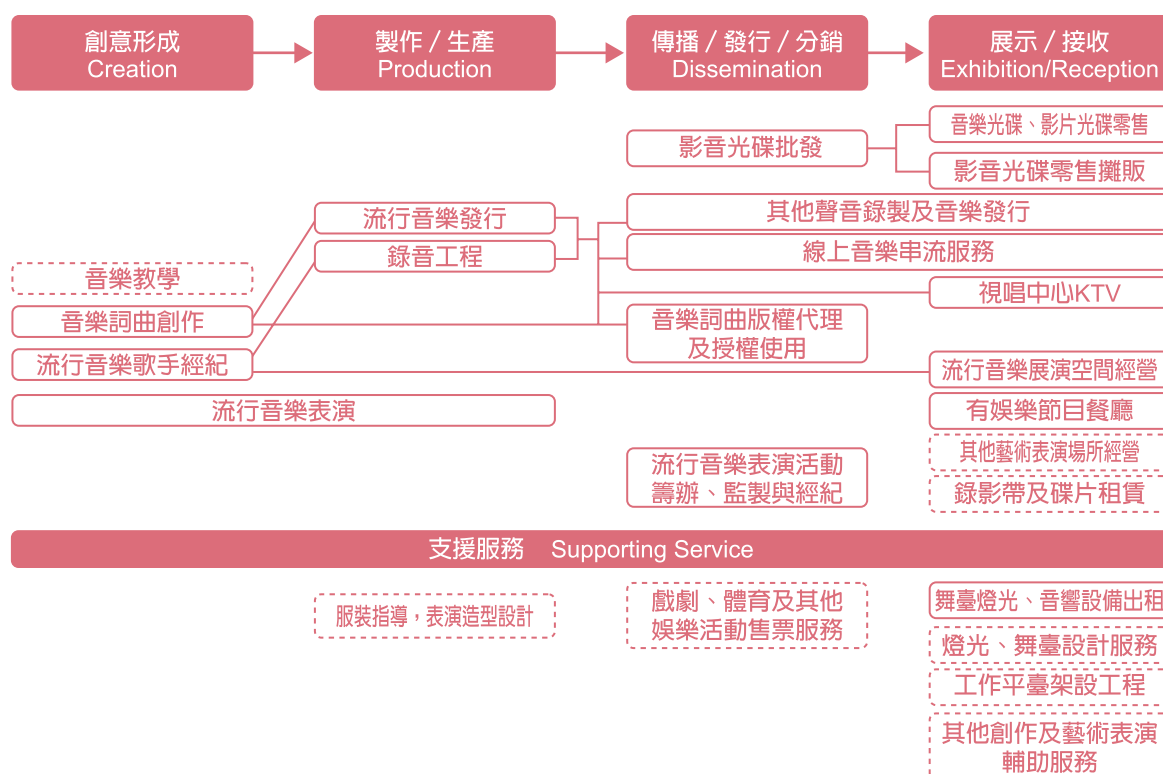 創意形成
Creation
製作 / 生產
Production
傳播 / 發行 / 分銷
Dissemination
展示 / 接收
Exhibition/Reception
影音光碟批發
音樂光碟、影片光碟零售
影音光碟零售攤販
流行音樂發行
其他聲音錄製及音樂發行
錄音工程
線上音樂串流服務
音樂教學
視唱中心KTV
音樂詞曲創作
音樂詞曲版權代理
及授權使用
流行音樂歌手經紀
流行音樂展演空間經營
流行音樂表演
有娛樂節目餐廳
其他藝術表演場所經營
流行音樂表演活動
籌辦、監製與經紀
錄影帶及碟片租賃
支援服務 Supporting Service
服裝指導，表演造型設計
戲劇、體育及其他
娛樂活動售票服務
舞臺燈光、音響設備出租
燈光、舞臺設計服務
工作平臺架設工程
其他創作及藝術表演
輔助服務